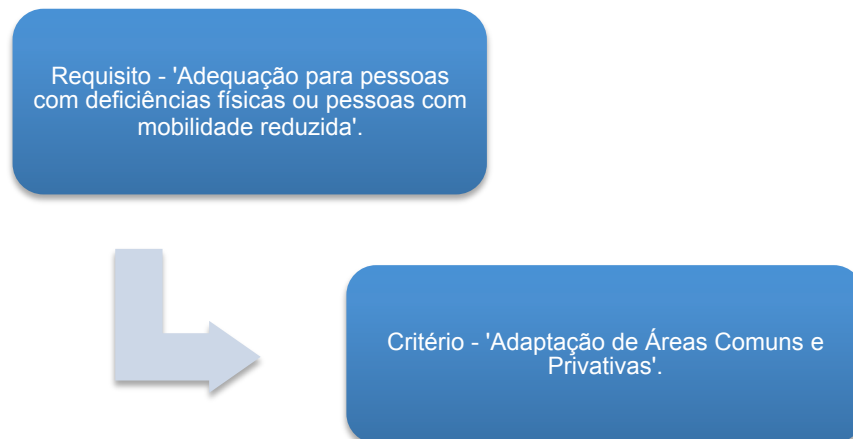 Requisito - 'Adequação para pessoas
com deficiências físicas ou pessoas com
mobilidade reduzida'.
Critério - 'Adaptação de Áreas Comuns e
Privativas'.